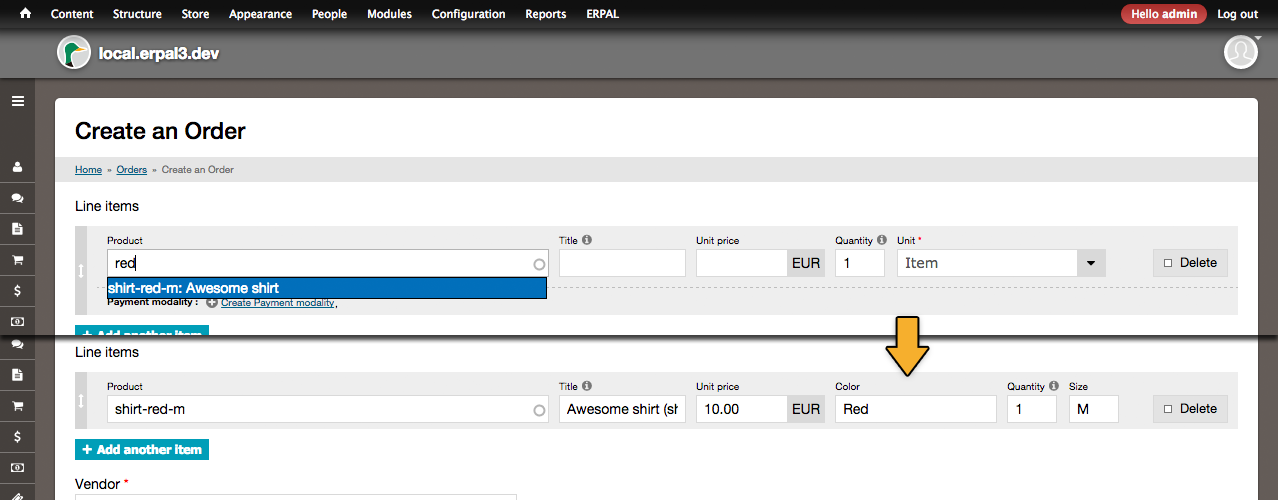 Content Structure Store Appearance People Modules Configuration Reports ERPAL Hello admin Log out
local.erpal3.dev
Create an Order
Home » Orders » Create an Order
Line items
Product Title Unit price Quantity Unit *
red EUR 1 Item Delete
shirt-red-m: Awesome shirt
Payment modality : Create Payment modality,
+ Add another item
Line items
Product Title Unit price Color Quantity Size
shirt-red-m Awesome shirt (sh 10.00 EUR Red 1 M Delete
+ Add another item
Vendor *